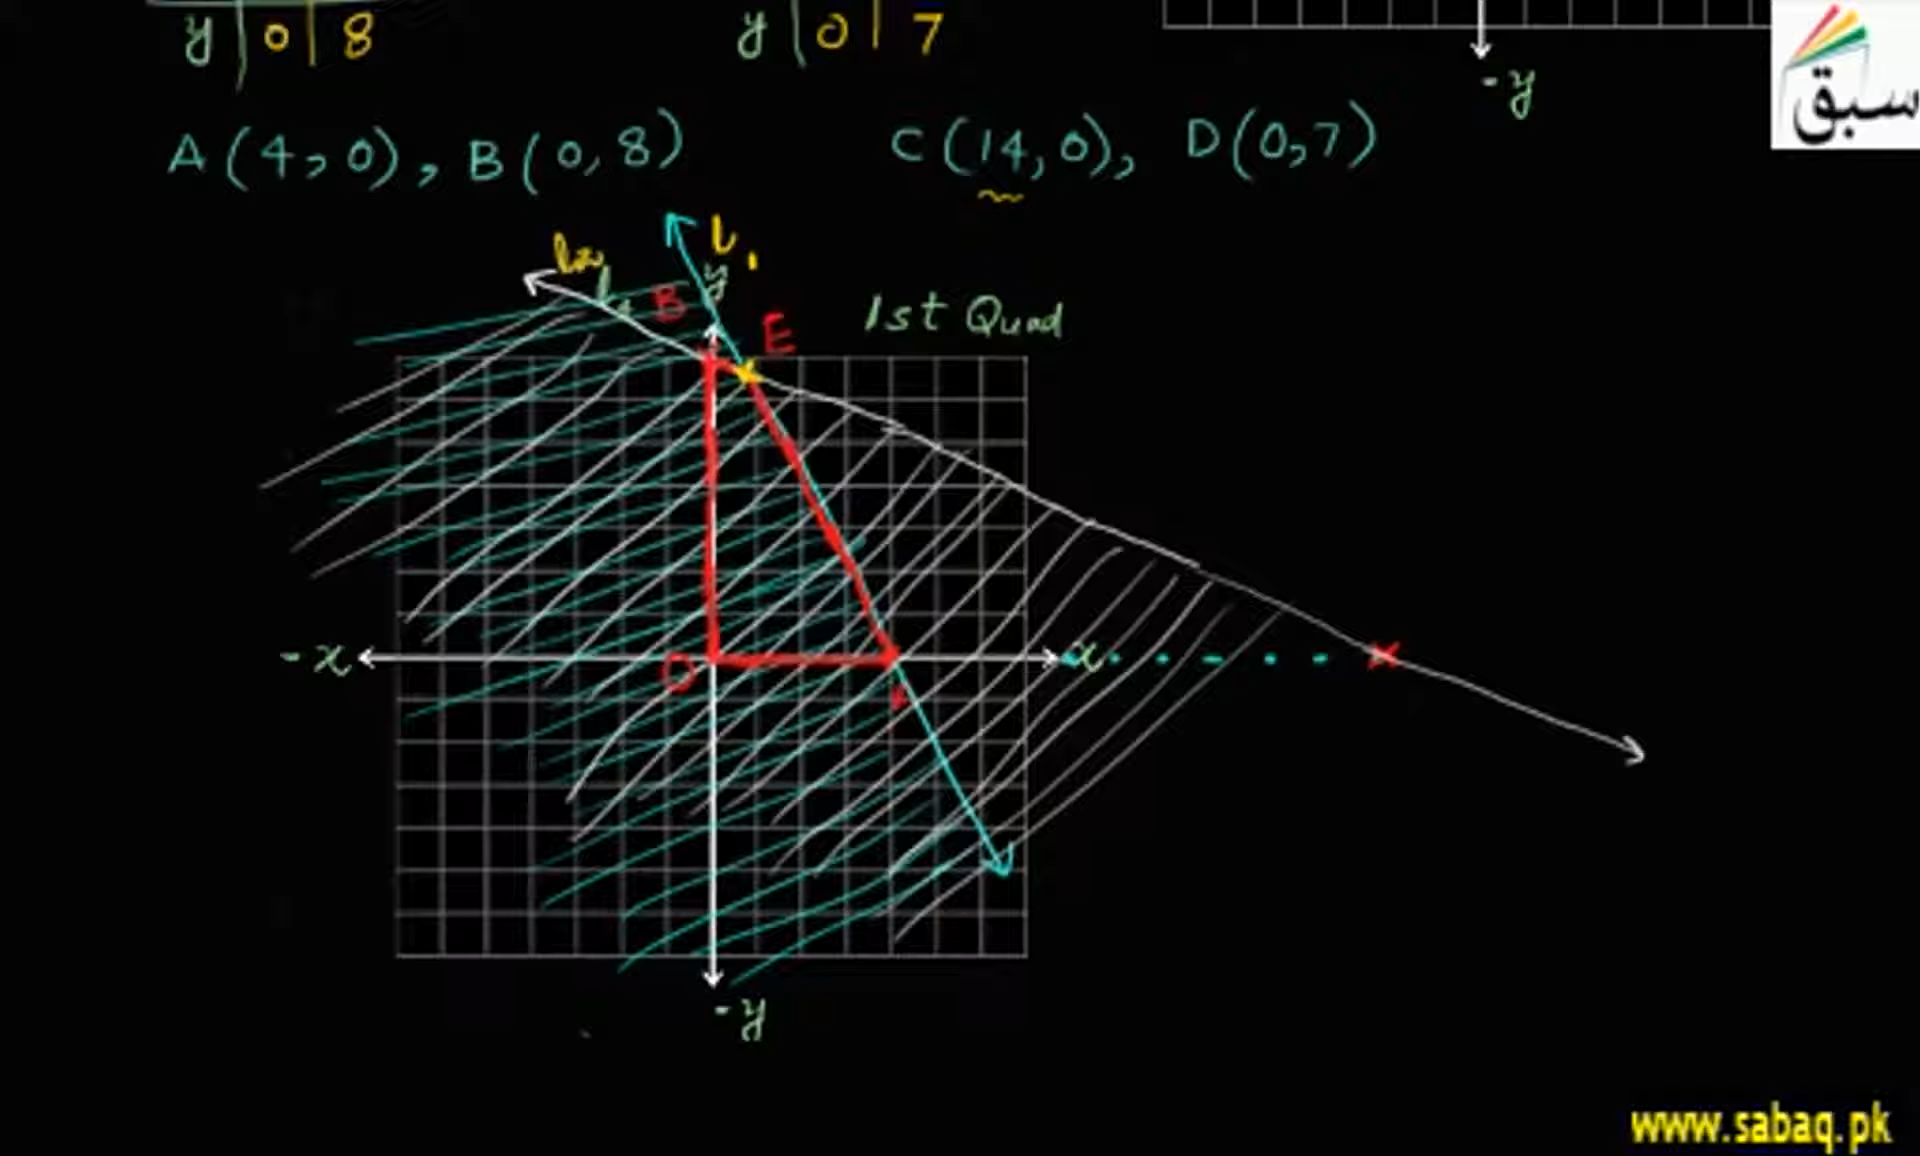 y | 0 | 8
y | 0 | 7
-y
سبق
A(4,0), B(0,8)
C(14,0), D(0,7)
l1
l2
y
B
E
1st Quad
-x
O
x
-y
www.sabaq.pk